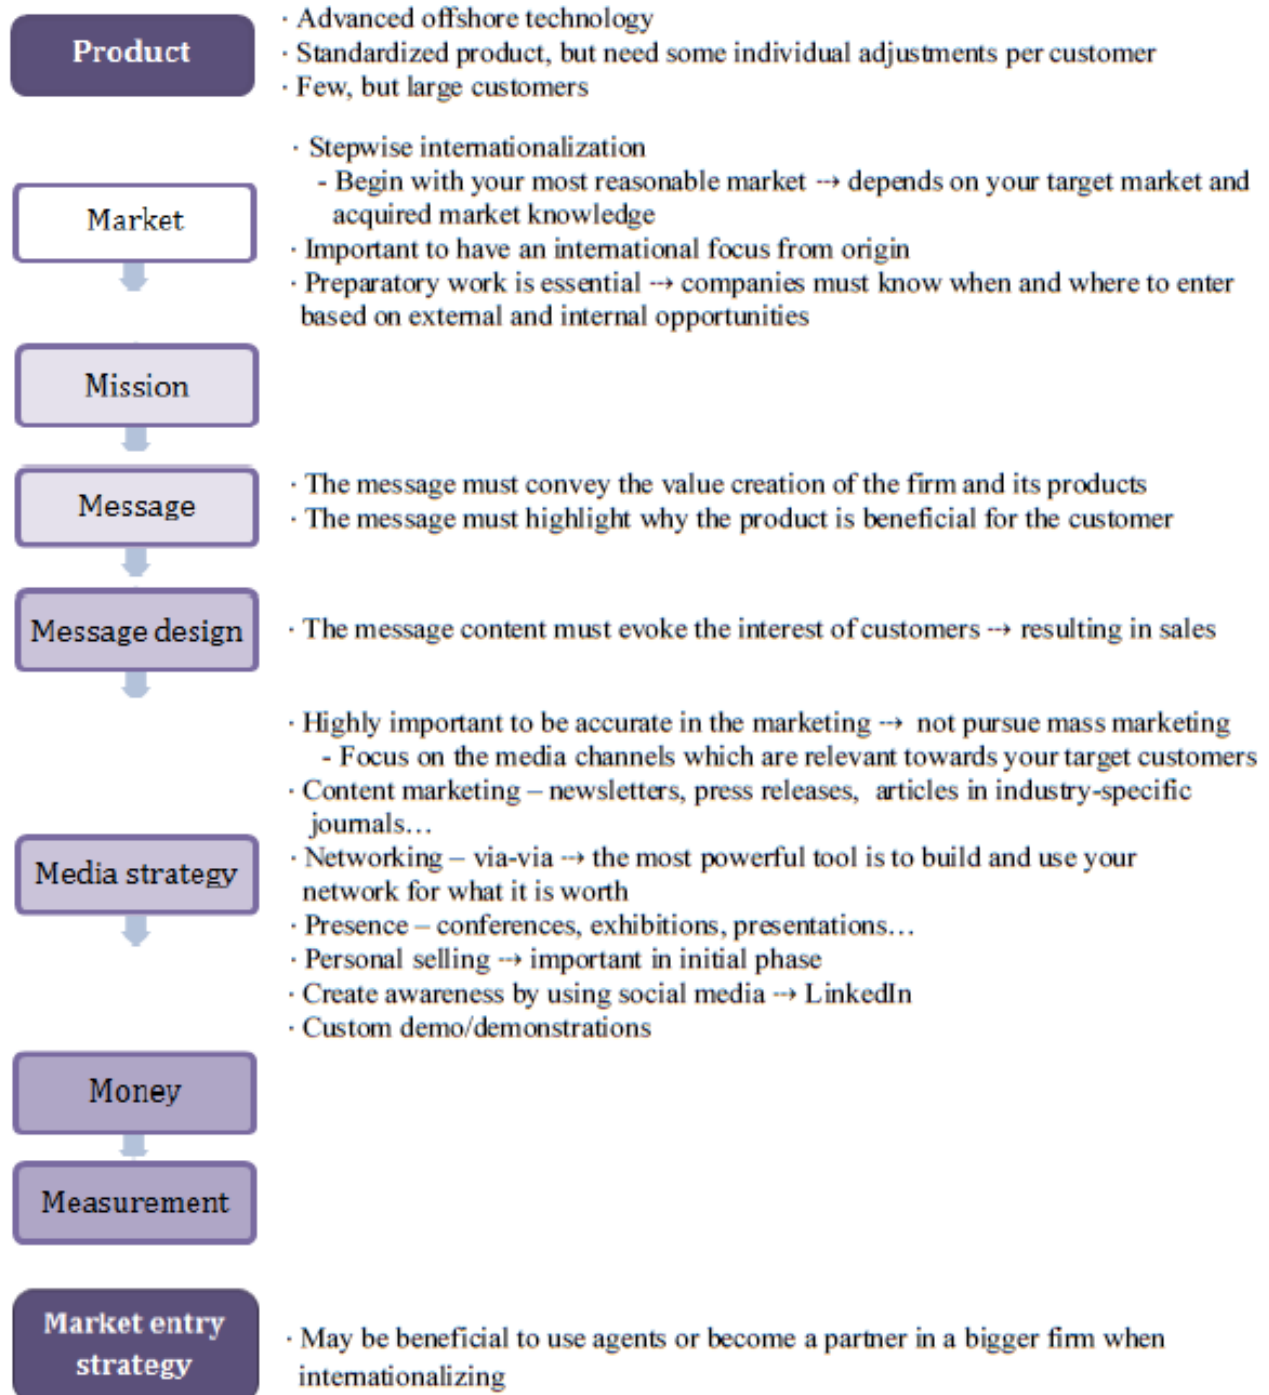 Product
· Advanced offshore technology
· Standardized product, but need some individual adjustments per customer
· Few, but large customers
Market
· Stepwise internationalization
- Begin with your most reasonable market → depends on your target market and
acquired market knowledge
· Important to have an international focus from origin
· Preparatory work is essential → companies must know when and where to enter
based on external and internal opportunities
Mission
Message
· The message must convey the value creation of the firm and its products
· The message must highlight why the product is beneficial for the customer
Message design
· The message content must evoke the interest of customers → resulting in sales
Media strategy
· Highly important to be accurate in the marketing → not pursue mass marketing
- Focus on the media channels which are relevant towards your target customers
· Content marketing – newsletters, press releases, articles in industry-specific
journals…
· Networking – via-via → the most powerful tool is to build and use your
network for what it is worth
· Presence – conferences, exhibitions, presentations…
· Personal selling → important in initial phase
· Create awareness by using social media → LinkedIn
· Custom demo/demonstrations
Money
Measurement
Market entry
strategy
· May be beneficial to use agents or become a partner in a bigger firm when
internationalizing